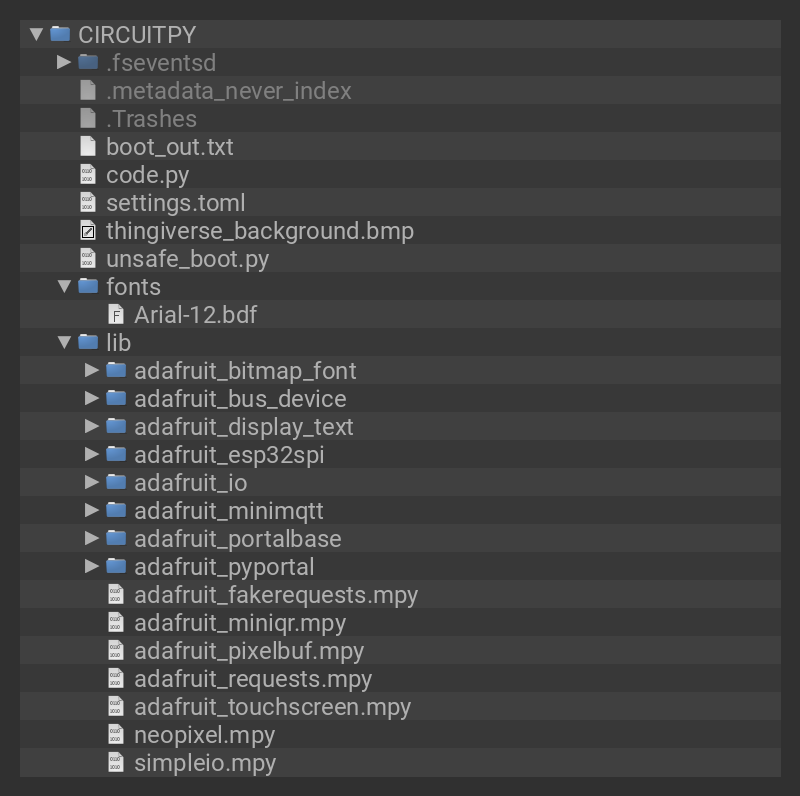 CIRCUITPY
.fseventsd
.metadata_never_index
.Trashes
boot_out.txt
code.py
settings.toml
thingiverse_background.bmp
unsafe_boot.py
fonts
Arial-12.bdf
lib
adafruit_bitmap_font
adafruit_bus_device
adafruit_display_text
adafruit_esp32spi
adafruit_io
adafruit_minimqtt
adafruit_portalbase
adafruit_pyportal
adafruit_fakerequests.mpy
adafruit_miniqr.mpy
adafruit_pixelbuf.mpy
adafruit_requests.mpy
adafruit_touchscreen.mpy
neopixel.mpy
simpleio.mpy